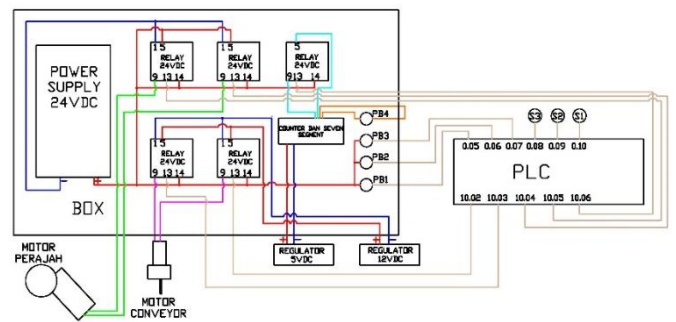 POWER
SUPPLY
24VDC
BOX
1 5
RELAY
24VDC
9 13 14
1 5
RELAY
24VDC
9 13 14
5
RELAY
24VDC
913 14
15
RELAY
24VDC
9 13 14
1 5
RELAY
24VDC
9 13 14
COUNTER DAN SEVEN
SEGMENT
PB4
PB3
PB2
PB1
S3 S2 S1
0.05 0.06 0.07 0.08 0.09 0.10
PLC
10.02 10.03 10.04 10.05 10.06
REGULATOR
5VDC
REGULATOR
12VDC
MOTOR
PERAJAH
MOTOR
CONVEYOR